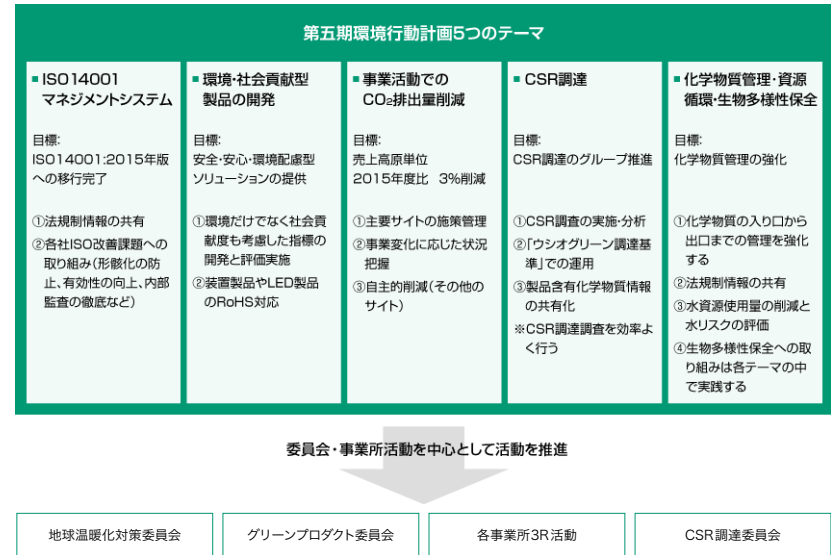 第五期環境行動計画5つのテーマ
■ISO14001
マネジメントシステム
目標:
ISO14001:2015年版
への移行完了
①法規制情報の共有
②各社ISO改善課題への
取り組み(形骸化の防
止、有効性の向上、内部
監査の徹底など)
■環境・社会貢献型
製品の開発
目標:
安全・安心・環境配慮型
ソリューションの提供
①環境だけでなく社会貢
献度も考慮した指標の
開発と評価実施
②装置製品やLED製品
のRoHS対応
■事業活動での
CO₂排出量削減
目標:
売上高原単位
2015年度比 3%削減
①主要サイトの施策管理
②事業変化に応じた状況
把握
③自主的削減(その他の
サイト)
■CSR調達
目標:
CSR調達のグループ推進
①CSR調査の実施・分析
②「ウシオグリーン調達基
準」での運用
③製品含有化学物質情報
の共有化
※CSR調達調査を効率よ
く行う
■化学物質管理・資源
循環・生物多様性保全
目標:
化学物質管理の強化
①化学物質の入り口から
出口までの管理を強化
する
②法規制情報の共有
③水資源使用量の削減と
水リスクの評価
④生物多様性保全への取
り組みは各テーマの中
で実践する
委員会・事業所活動を中心として活動を推進
地球温暖化対策委員会
グリーンプロダクト委員会
各事業所3R活動
CSR調達委員会